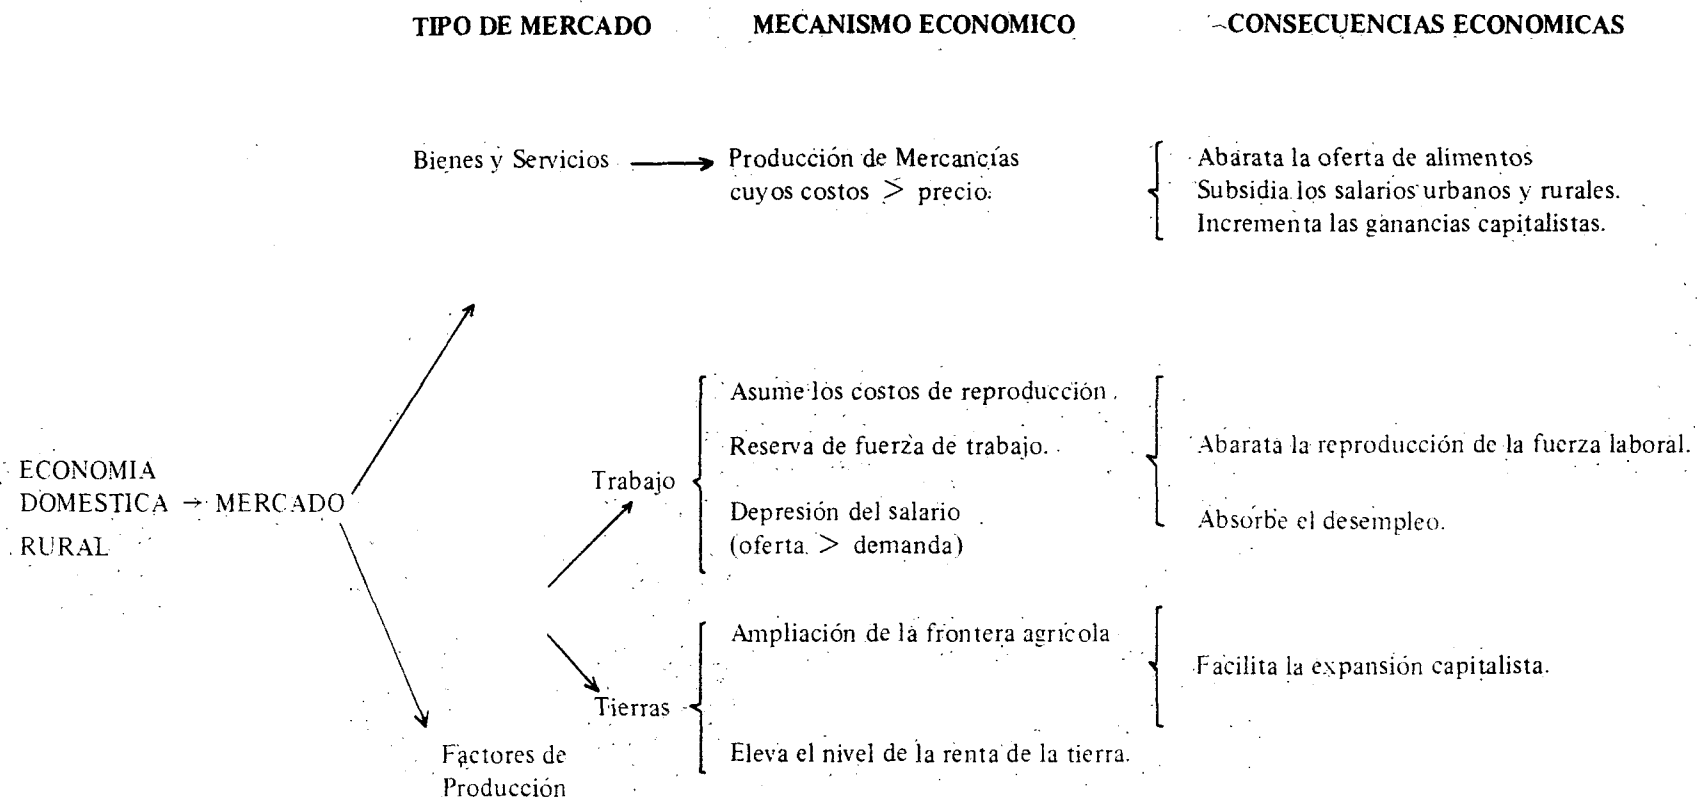 TIPO DE MERCADO MECANISMO ECONOMICO CONSECUENCIAS ECONOMICAS
Bienes y Servicios → Producción de Mercancías
cuyos costos > precio.
Abarata la oferta de alimentos
Subsidia los salarios urbanos y rurales.
Incrementa las ganancias capitalistas.
ECONOMIA
DOMESTICA → MERCADO
RURAL
Trabajo
Asume los costos de reproducción.
Reserva de fuerza de trabajo.
Depresión del salario
(oferta > demanda)
Abarata la reproducción de la fuerza laboral.
Absorbe el desempleo.
Tierras
Ampliación de la frontera agrícola
Eleva el nivel de la renta de la tierra.
Facilita la expansión capitalista.
Factores de
Producción